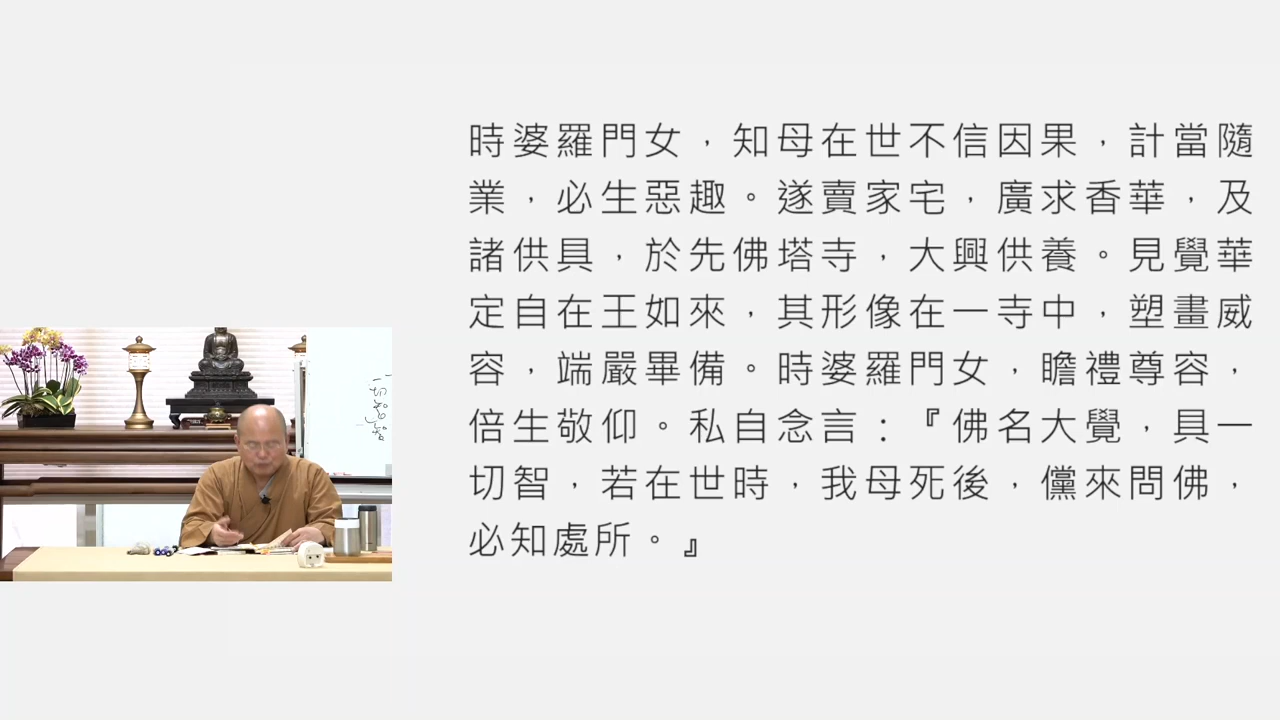 時婆羅門女，知母在世不信因果，計當隨
業，必生惡趣。遂賣家宅，廣求香華，及
諸供具，於先佛塔寺，大興供養。見覺華
定自在王如來，其形像在一寺中，塑畫威
容，端嚴畢備。時婆羅門女，瞻禮尊容，
倍生敬仰。私自念言：『佛名大覺，具一
切智，若在世時，我母死後，儻來問佛，
必知處所。』